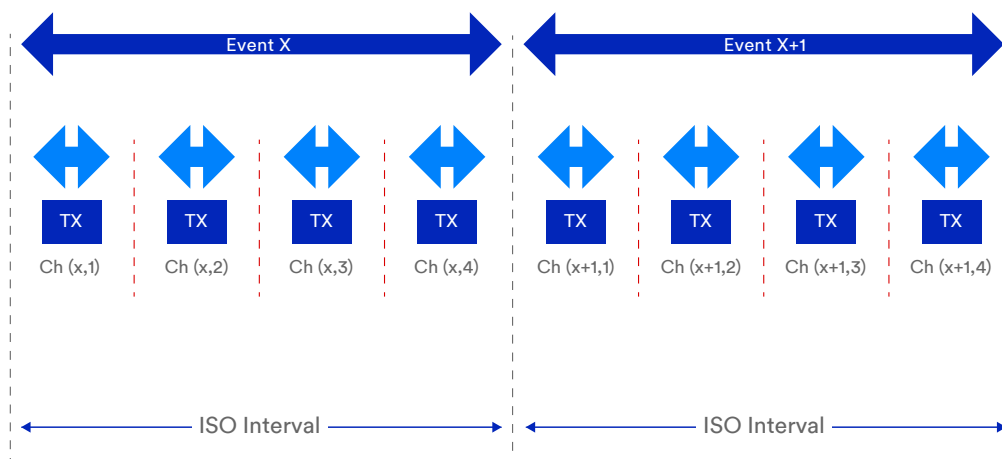 Event X
Event X+1
TX
TX
TX
TX
TX
TX
TX
TX
Ch (x,1)
Ch (x,2)
Ch (x,3)
Ch (x,4)
Ch (x+1,1)
Ch (x+1,2)
Ch (x+1,3)
Ch (x+1,4)
ISO Interval
ISO Interval